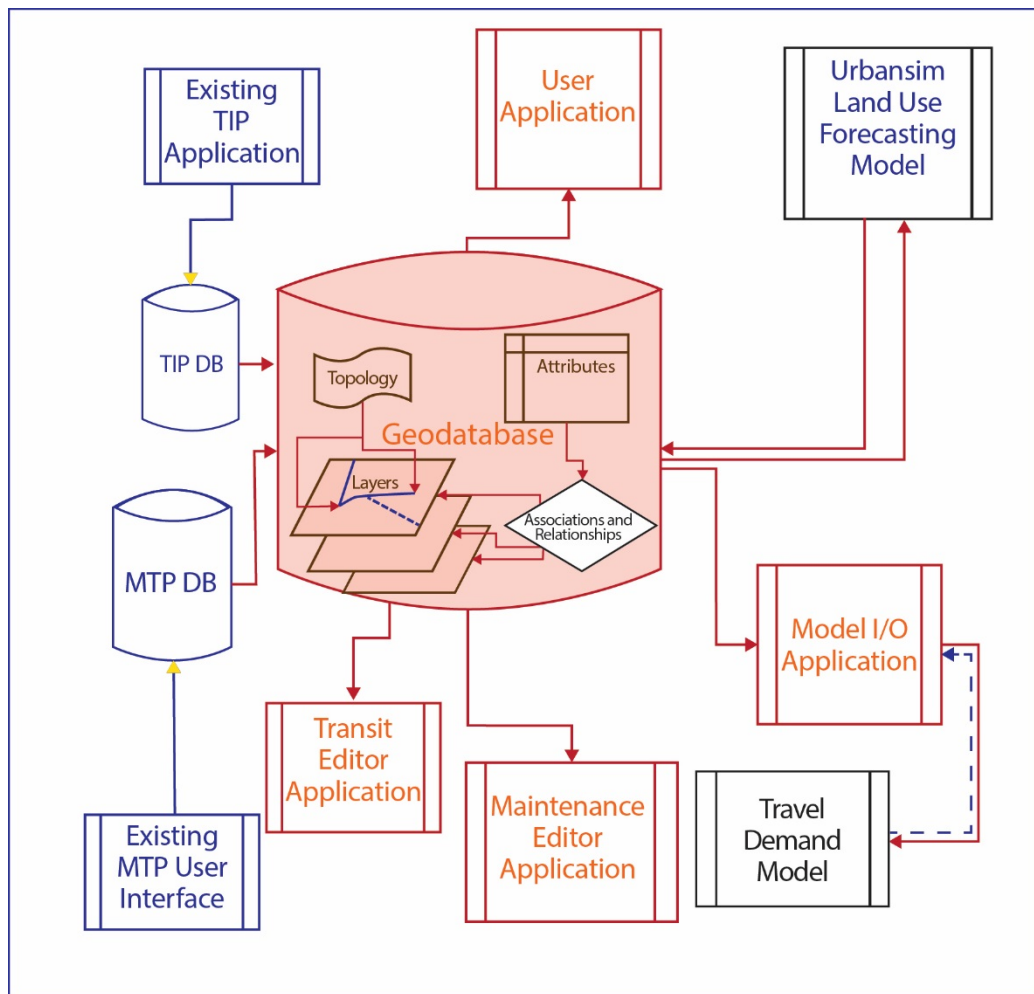 Existing
TIP
Application
User
Application
Urbansim
Land Use
Forecasting
Model
TIP DB
Topology
Attributes
Geodatabase
Layers
Associations and
Relationships
MTP DB
Model I/O
Application
Transit
Editor
Application
Maintenance
Editor
Application
Travel
Demand
Model
Existing
MTP User
Interface